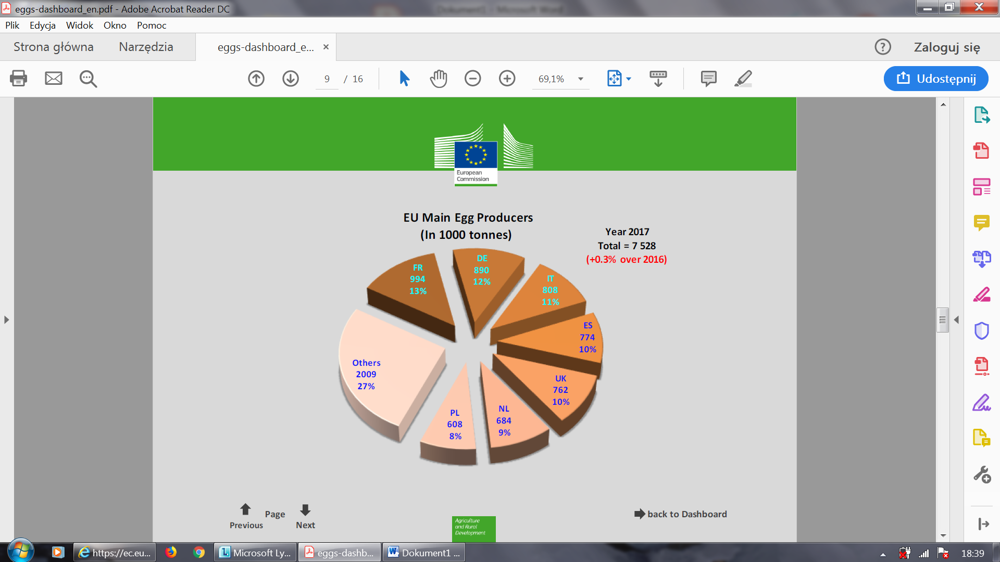 eggs-dashboard_en.pdf - Adobe Acrobat Reader DC
Plik Edycja Widok Okno Pomoc
Strona główna Narzędzia eggs-dashboard_e... × ? Zaloguj się
9 / 16 69,1% Udostępnij
European
Commission
EU Main Egg Producers
(In 1000 tonnes)
Year 2017
Total = 7 528
(+0.3% over 2016)
FR
994
13%
DE
890
12%
IT
808
11%
ES
774
10%
UK
762
10%
NL
684
9%
PL
608
8%
Others
2009
27%
Previous Page Next
back to Dashboard
Agriculture
and Rural
Development
https://ec.eu... Microsoft Ly... eggs-dashb... Dokument1 ... 18:39